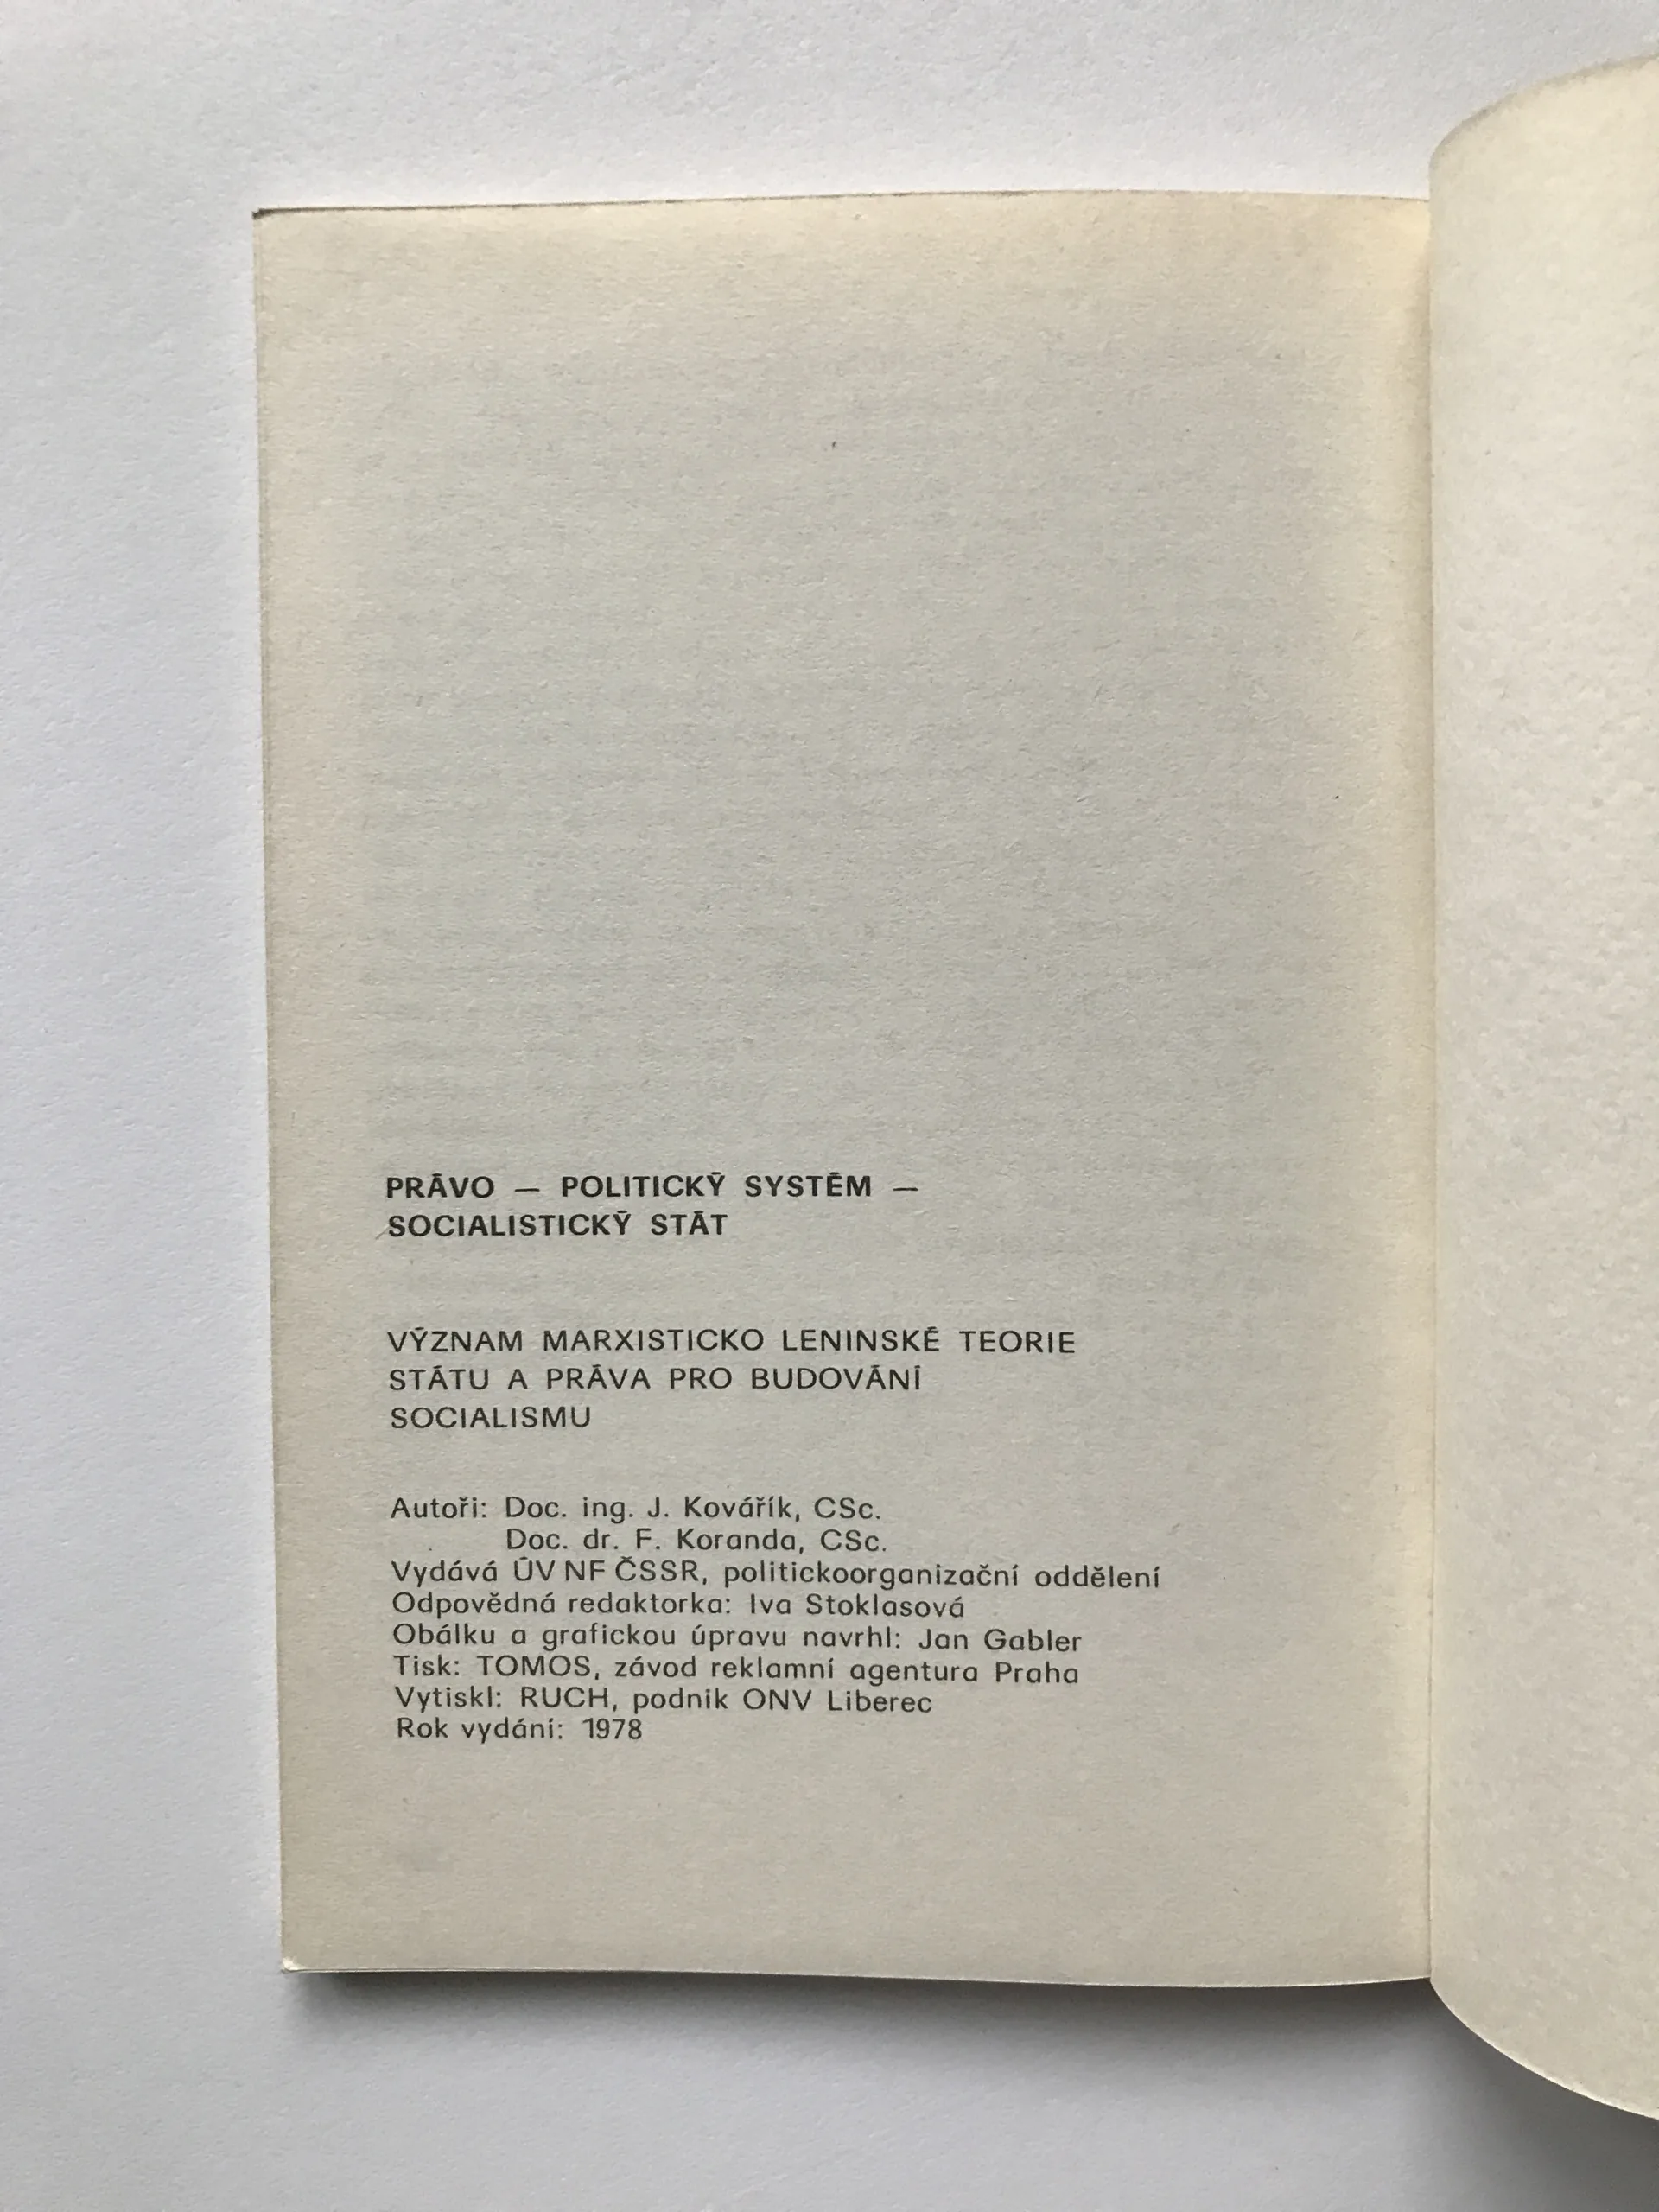 PRÁVO — POLITICKÝ SYSTÉM —
SOCIALISTICKÝ STÁT
VÝZNAM MARXISTICKO LENINSKÉ TEORIE
STÁTU A PRÁVA PRO BUDOVÁNÍ
SOCIALISMU
Autoři: Doc. ing. J. Kovářík, CSc.
Doc. dr. F. Koranda, CSc.
Vydává ÚV NF ČSSR, politickoorganizační oddělení
Odpovědná redaktorka: Iva Stoklasová
Obálku a grafickou úpravu navrhl: Jan Gabler
Tisk: TOMOS, závod reklamní agentura Praha
Vytiskl: RUCH, podnik ONV Liberec
Rok vydání: 1978